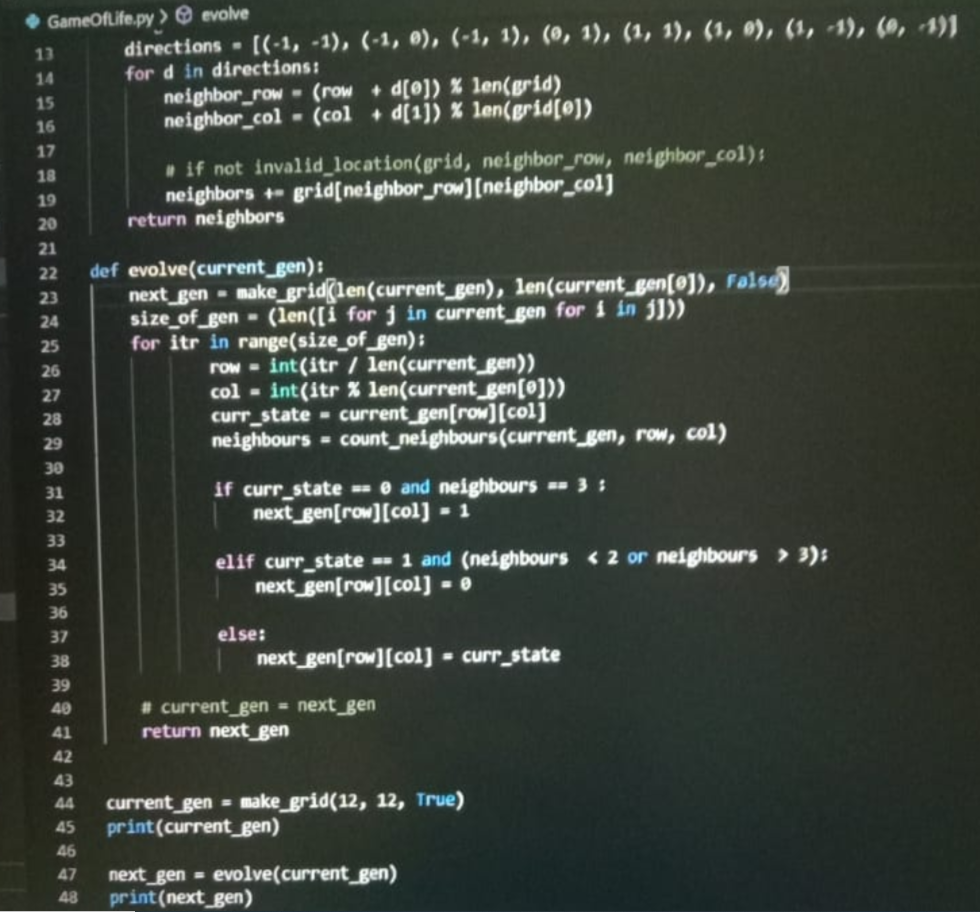 GameOfLife.py > evolve
13 directions = [(-1, -1), (-1, 0), (-1, 1), (0, 1), (1, 1), (1, 0), (1, -1), (0, -1)]
14 for d in directions:
15 neighbor_row = (row + d[0]) % len(grid)
16 neighbor_col = (col + d[1]) % len(grid[0])
17
18 # if not invalid_location(grid, neighbor_row, neighbor_col):
19 neighbors += grid[neighbor_row][neighbor_col]
20 return neighbors
21
22 def evolve(current_gen):
23 next_gen = make_grid(len(current_gen), len(current_gen[0]), False)
24 size_of_gen = (len([i for j in current_gen for i in j]))
25 for itr in range(size_of_gen):
26 row = int(itr / len(current_gen))
27 col = int(itr % len(current_gen[0]))
28 curr_state = current_gen[row][col]
29 neighbours = count_neighbours(current_gen, row, col)
30
31 if curr_state == 0 and neighbours == 3 :
32 next_gen[row][col] = 1
33
34 elif curr_state == 1 and (neighbours < 2 or neighbours > 3):
35 next_gen[row][col] = 0
36
37 else:
38 next_gen[row][col] = curr_state
39
40 # current_gen = next_gen
41 return next_gen
42
43
44 current_gen = make_grid(12, 12, True)
45 print(current_gen)
46
47 next_gen = evolve(current_gen)
48 print(next_gen)